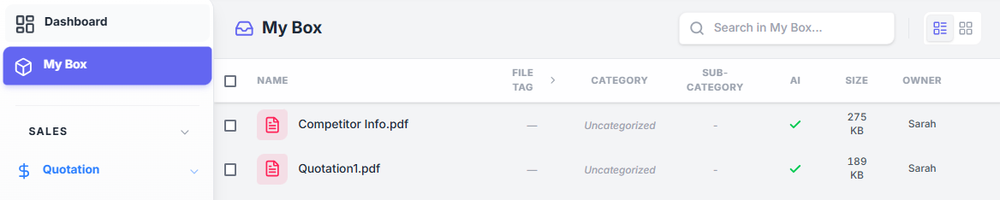 Dashboard
My Box
SALES
Quotation
My Box
Search in My Box...
NAME
FILE
TAG
CATEGORY
SUB-
CATEGORY
AI
SIZE
OWNER
Competitor Info.pdf
—
Uncategorized
-
275
KB
Sarah
Quotation1.pdf
—
Uncategorized
-
189
KB
Sarah